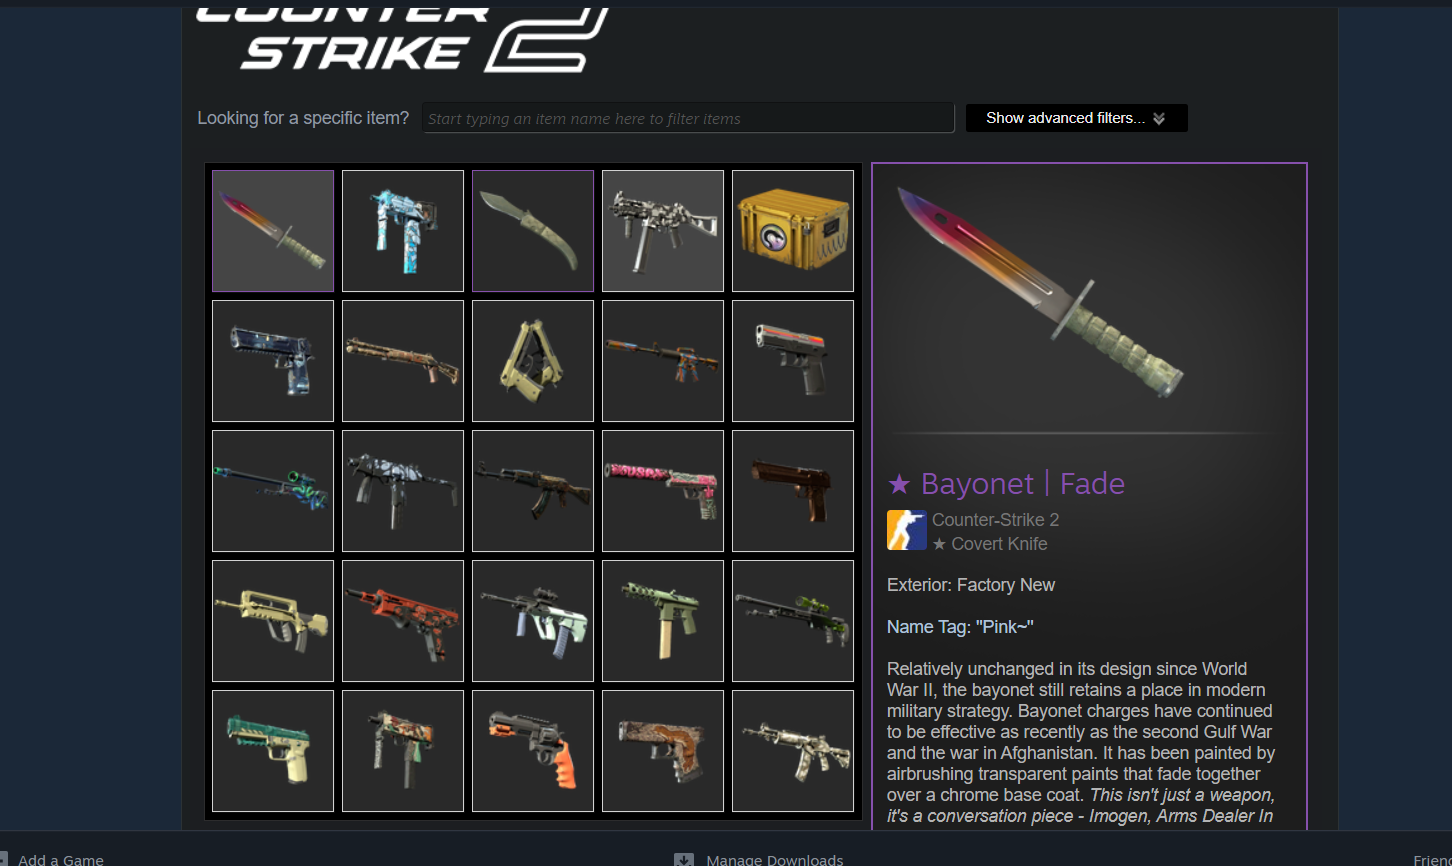 COUNTER
STRIKE 2
Looking for a specific item?
Start typing an item name here to filter items
Show advanced filters...
★ Bayonet | Fade
Counter-Strike 2
★ Covert Knife
Exterior: Factory New
Name Tag: "Pink~"
Relatively unchanged in its design since World
War II, the bayonet still retains a place in modern
military strategy. Bayonet charges have continued
to be effective as recently as the second Gulf War
and the war in Afghanistan. It has been painted by
airbrushing transparent paints that fade together
over a chrome base coat. This isn't just a weapon,
it's a conversation piece - Imogen, Arms Dealer In
Add a Game
Manage Downloads